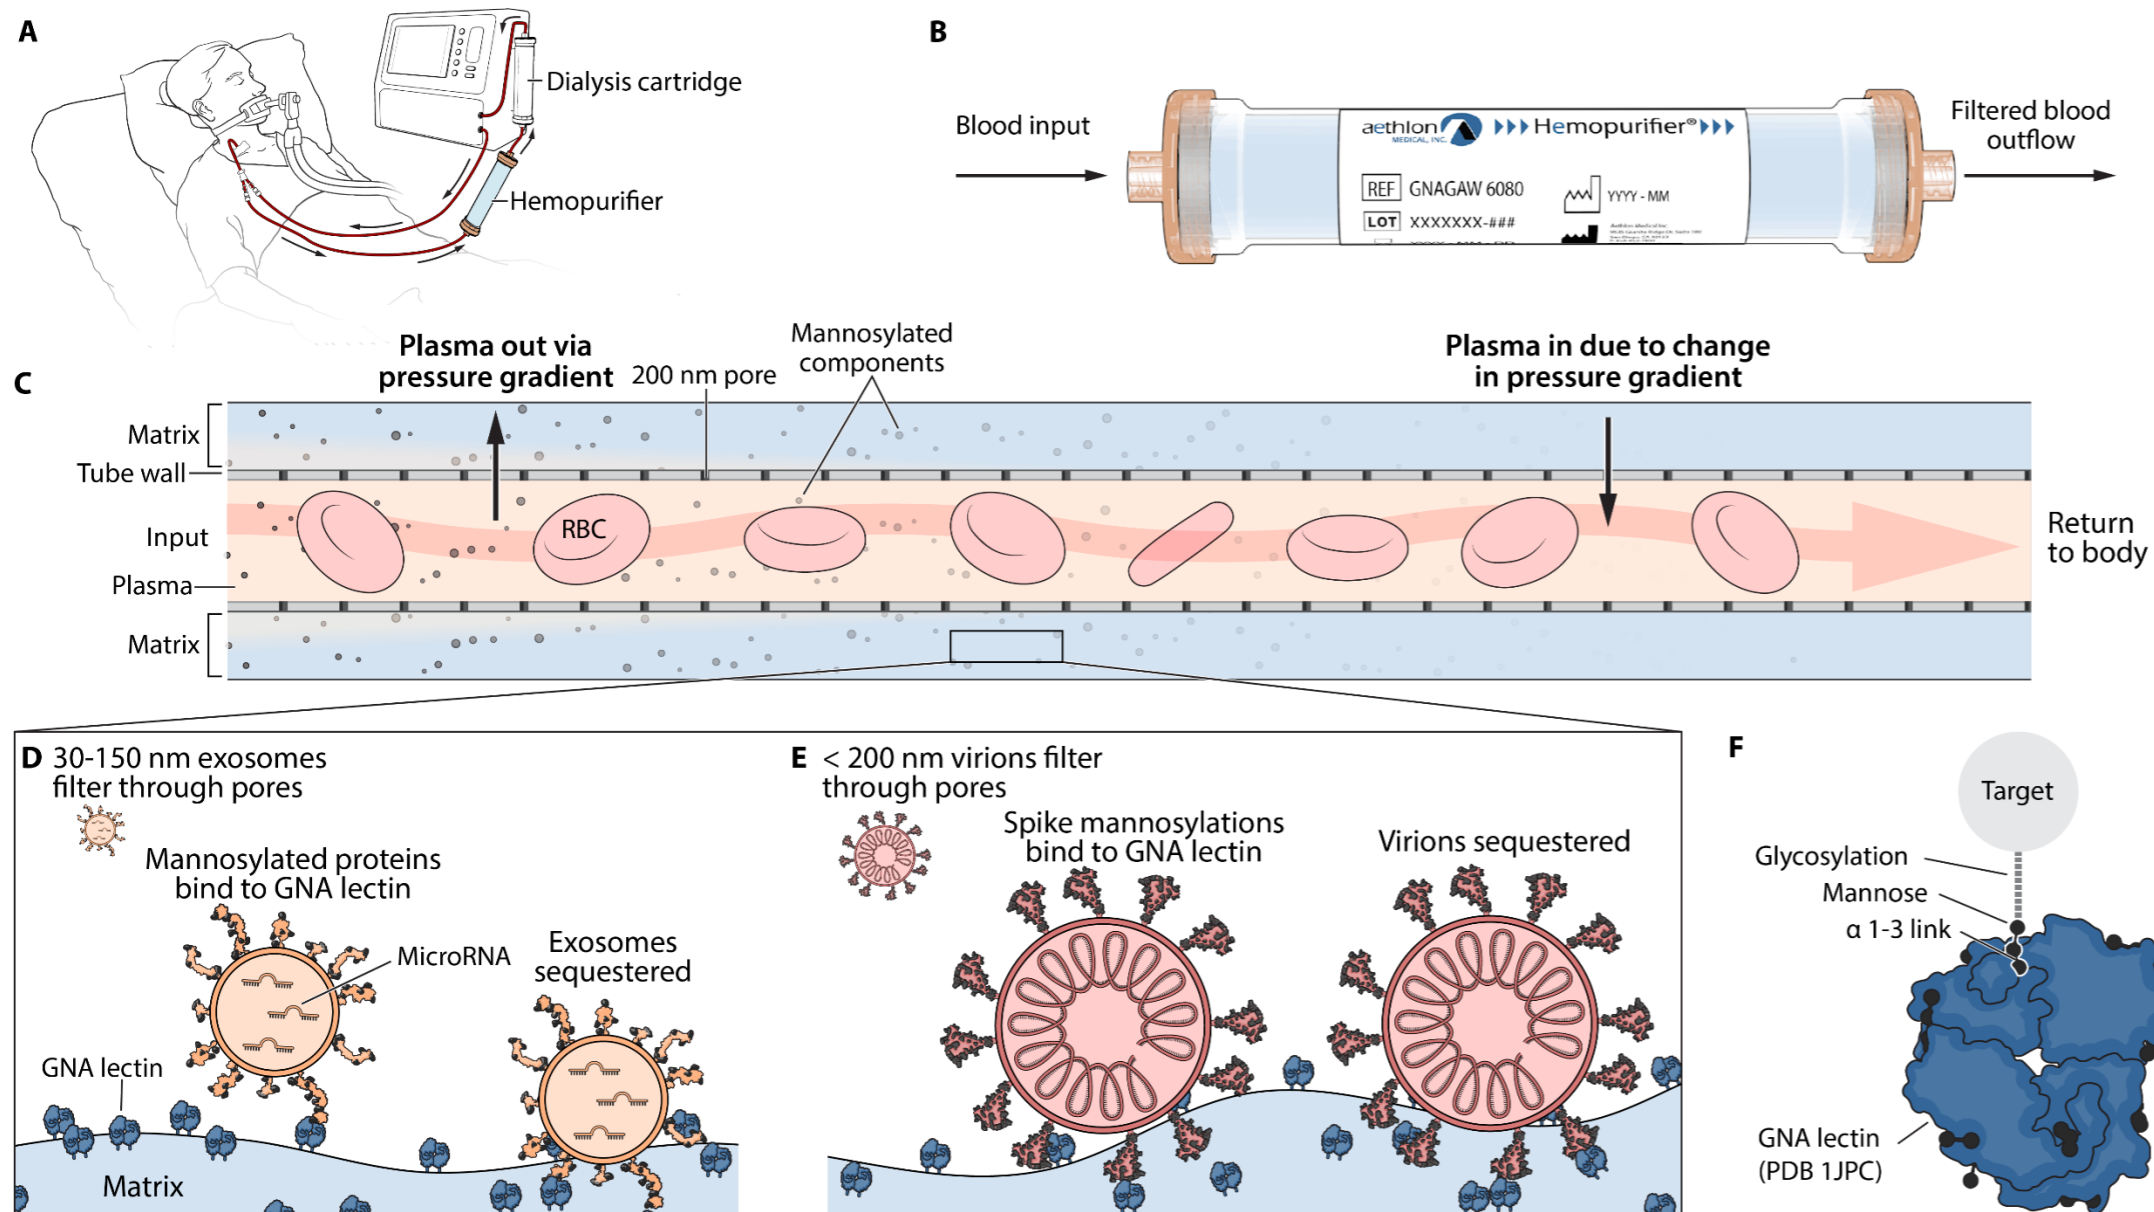 A
Dialysis cartridge
Hemopurifier
B
Blood input
aethlon
MEDICAL, INC.
Hemopurifier®
REF GNAGAW 6080
LOT XXXXXXX-###
YYYY - MM
Filtered blood
outflow
C
Plasma out via
pressure gradient
200 nm pore
Mannosylated
components
Plasma in due to change
in pressure gradient
Matrix
Tube wall
Input
Plasma
Matrix
RBC
Return
to body
D 30-150 nm exosomes
filter through pores
Mannosylated proteins
bind to GNA lectin
MicroRNA
Exosomes
sequestered
GNA lectin
Matrix
E < 200 nm virions filter
through pores
Spike mannosylations
bind to GNA lectin
Virions sequestered
F
Target
Glycosylation
Mannose
α 1-3 link
GNA lectin
(PDB 1JPC)